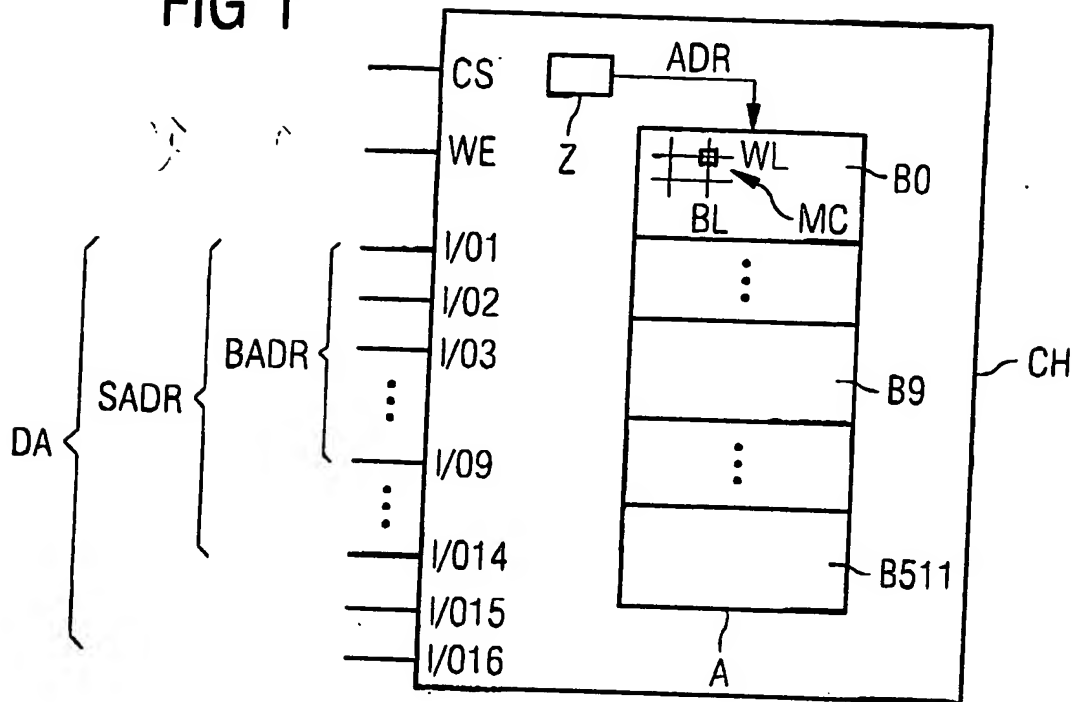 FIG 1
CS
ADR
Z
WE
WL
B0
BL
MC
I/01
I/02
BADR
I/03
CH
SADR
B9
DA
I/09
I/014
B511
I/015
I/016
A